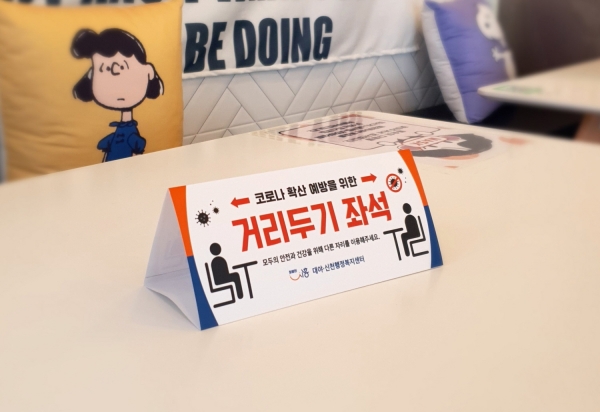 BE DOING
코로나 확산 예방을 위한
거리두기 좌석
모두의 안전과 건강을 위해 다른 자리를 이용해주세요.
대야·신천행정복지센터